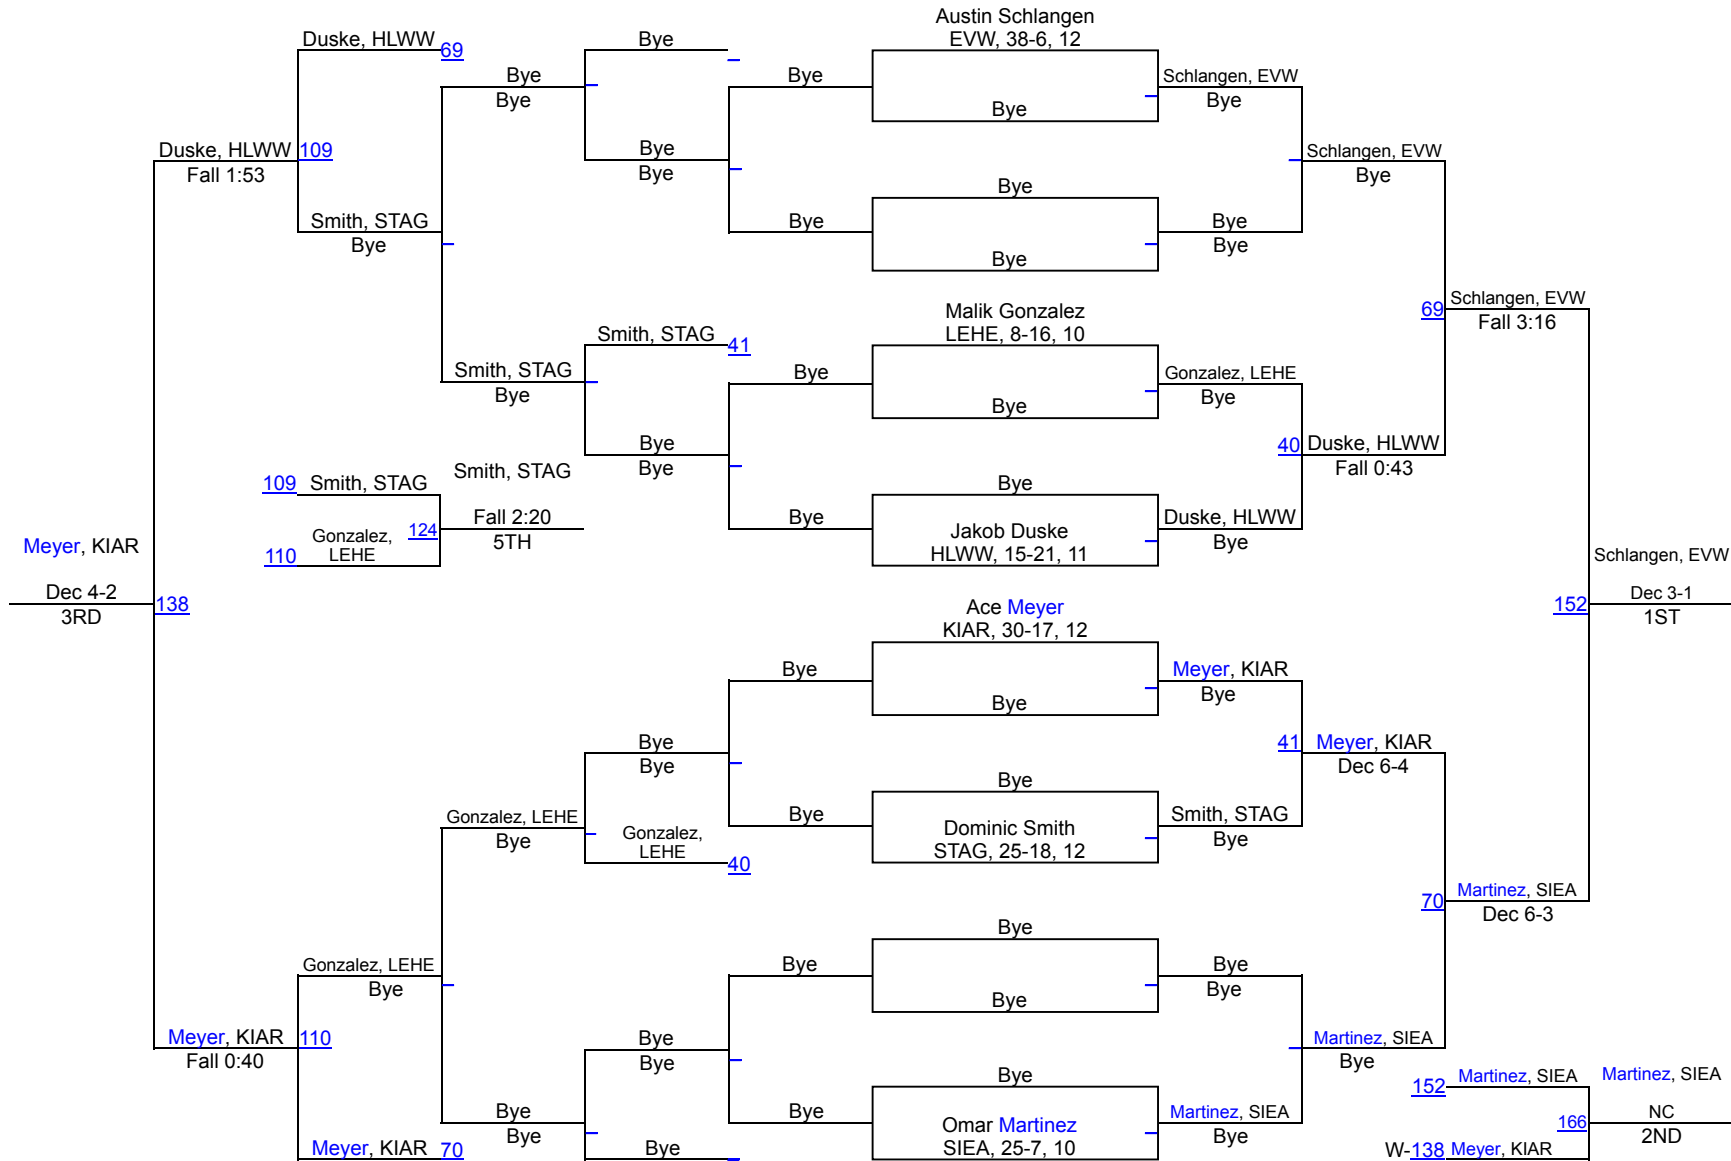 Austin Schlangen
EVW, 38-6, 12
Duske, HLWW
69
Bye
Bye
Bye
Bye
Schlangen, EVW
Bye
Bye
Duske, HLWW
109
Fall 1:53
Bye
Bye
Schlangen, EVW
Bye
Bye
Smith, STAG
Bye
Bye
Bye
Bye
Bye
Malik Gonzalez
LEHE, 8-16, 10
69
Schlangen, EVW
Fall 3:16
Smith, STAG
41
Smith, STAG
Bye
Bye
Gonzalez, LEHE
Bye
Bye
Bye
Bye
40
Duske, HLWW
Fall 0:43
109
Smith, STAG
Smith, STAG
Bye
Gonzalez,
LEHE
110
124
Fall 2:20
5TH
Bye
Jakob Duske
HLWW, 15-21, 11
Duske, HLWW
Bye
Meyer, KIAR
Dec 4-2
3RD
138
Schlangen, EVW
152
Dec 3-1
1ST
Ace Meyer
KIAR, 30-17, 12
Bye
Meyer, KIAR
Bye
Bye
Bye
Bye
41
Meyer, KIAR
Dec 6-4
Bye
Gonzalez, LEHE
Bye
Gonzalez,
LEHE
40
Bye
Dominic Smith
STAG, 25-18, 12
Smith, STAG
Bye
70
Martinez, SIEA
Dec 6-3
Bye
Gonzalez, LEHE
Bye
Bye
Bye
Bye
Bye
Meyer, KIAR
110
Fall 0:40
Bye
Bye
Martinez, SIEA
Bye
Bye
152
Martinez, SIEA
Martinez, SIEA
Bye
Bye
Bye
Omar Martinez
SIEA, 25-7, 10
Martinez, SIEA
Bye
166
NC
2ND
Meyer, KIAR
70
Bye
W-138
Meyer, KIAR